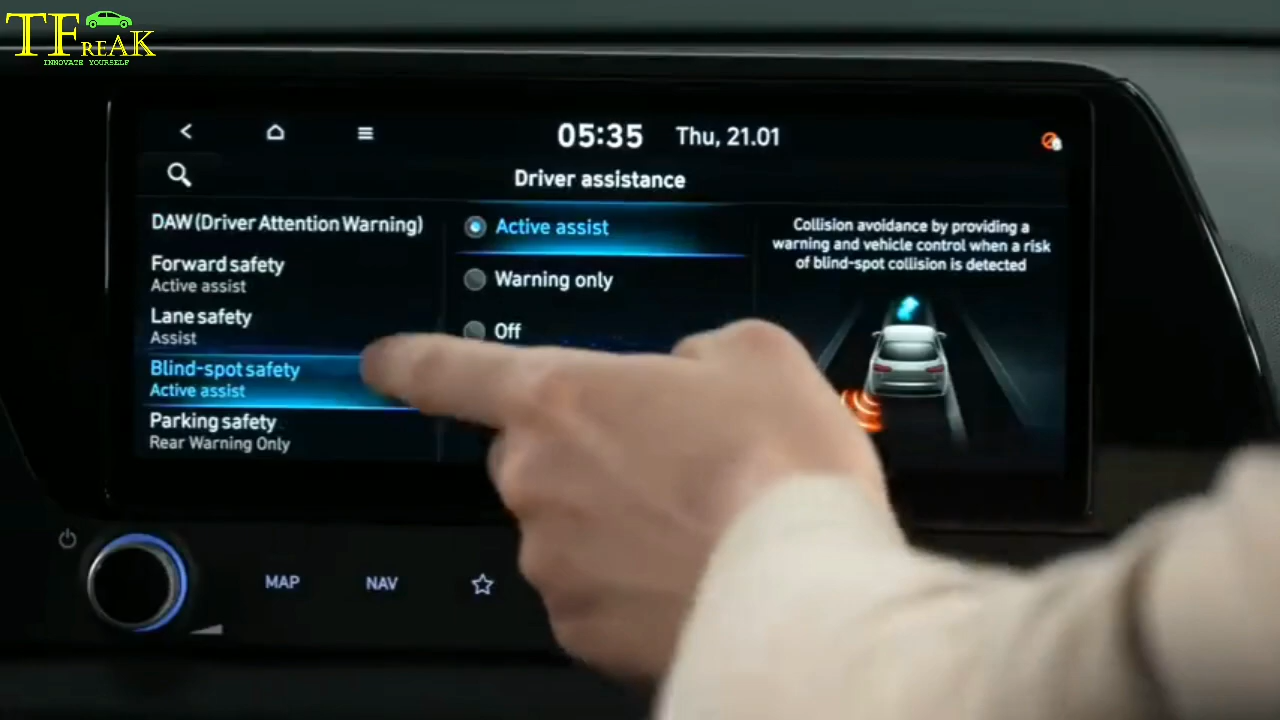 TFReAK
INNOVATE YOURSELF
05:35 Thu, 21.01
Driver assistance
DAW (Driver Attention Warning)
Forward safety
Active assist
Lane safety
Assist
Blind-spot safety
Active assist
Parking safety
Rear Warning Only
Active assist
Warning only
Off
Collision avoidance by providing a
warning and vehicle control when a risk
of blind-spot collision is detected
MAP NAV